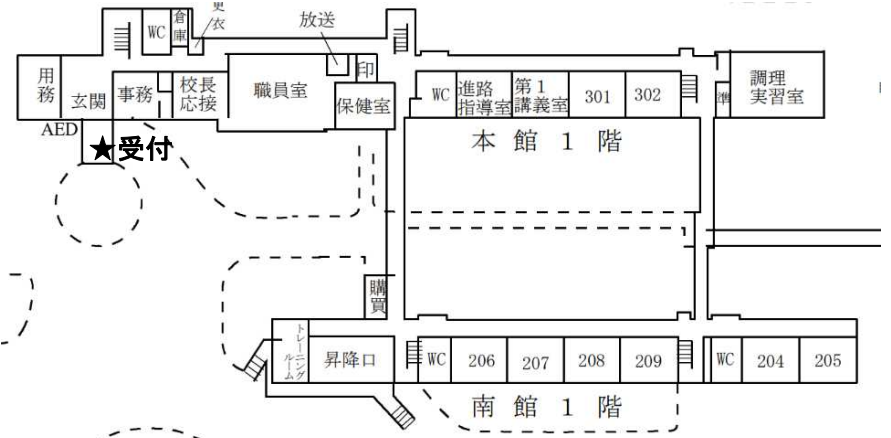 更
衣
倉
庫
WC
放送
用
務
玄関
事務
校長
応接
職員室
印
保健室
WC
進路
指導室
第1
講義室
301
302
準
調理
実習室
AED
★受付
本館1階
購
買
トレーニング
ルーム
昇降口
WC
206
207
208
209
WC
204
205
南館1階